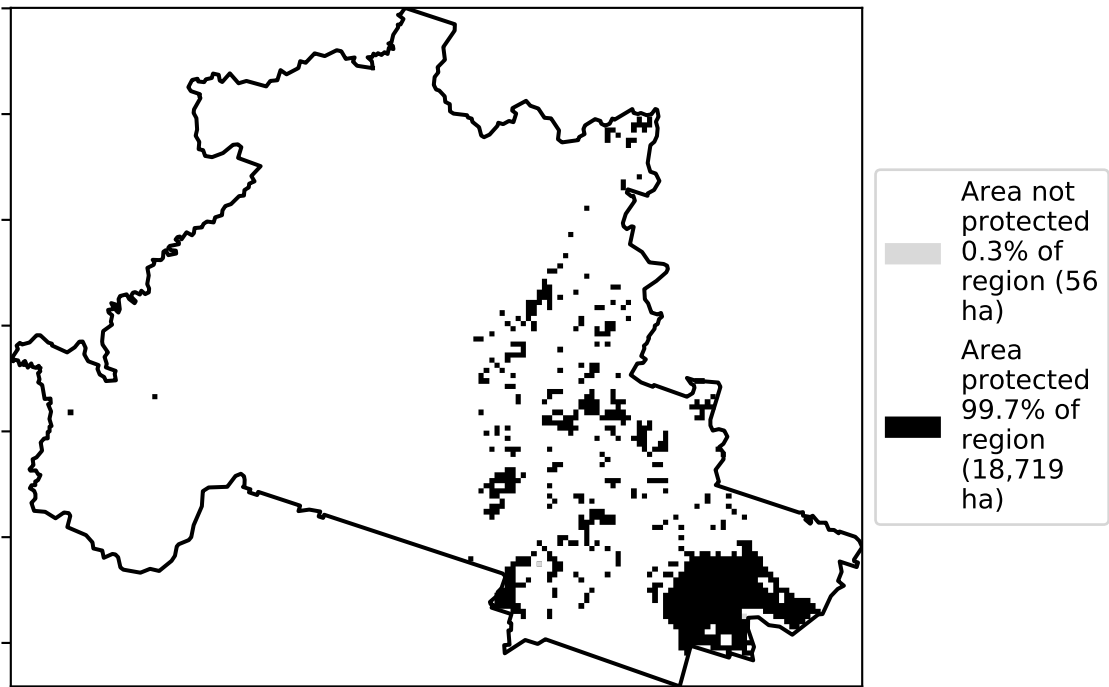 Area not
protected
0.3% of
region (56
ha)
Area
protected
99.7% of
region
(18,719
ha)